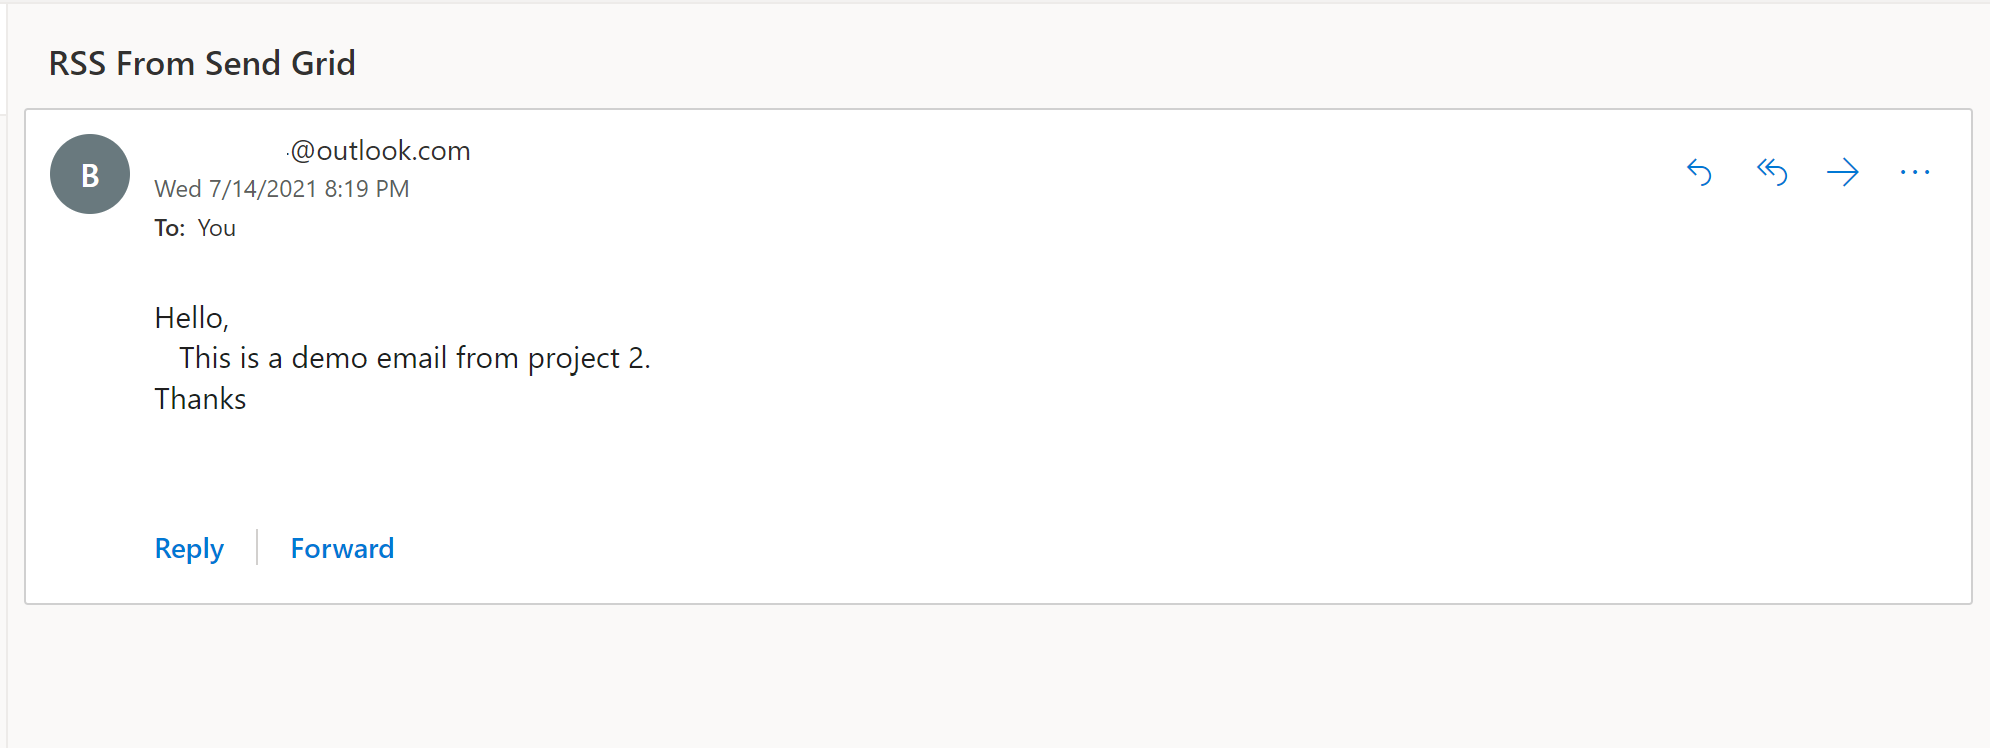 RSS From Send Grid
B
@outlook.com
Wed 7/14/2021 8:19 PM
To: You
Hello,
This is a demo email from project 2.
Thanks
Reply
Forward